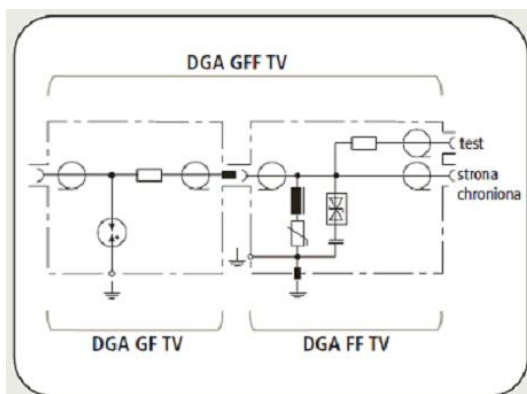 DGA GFF TV
test
strona
chroniona
DGA GF TV
DGA FF TV